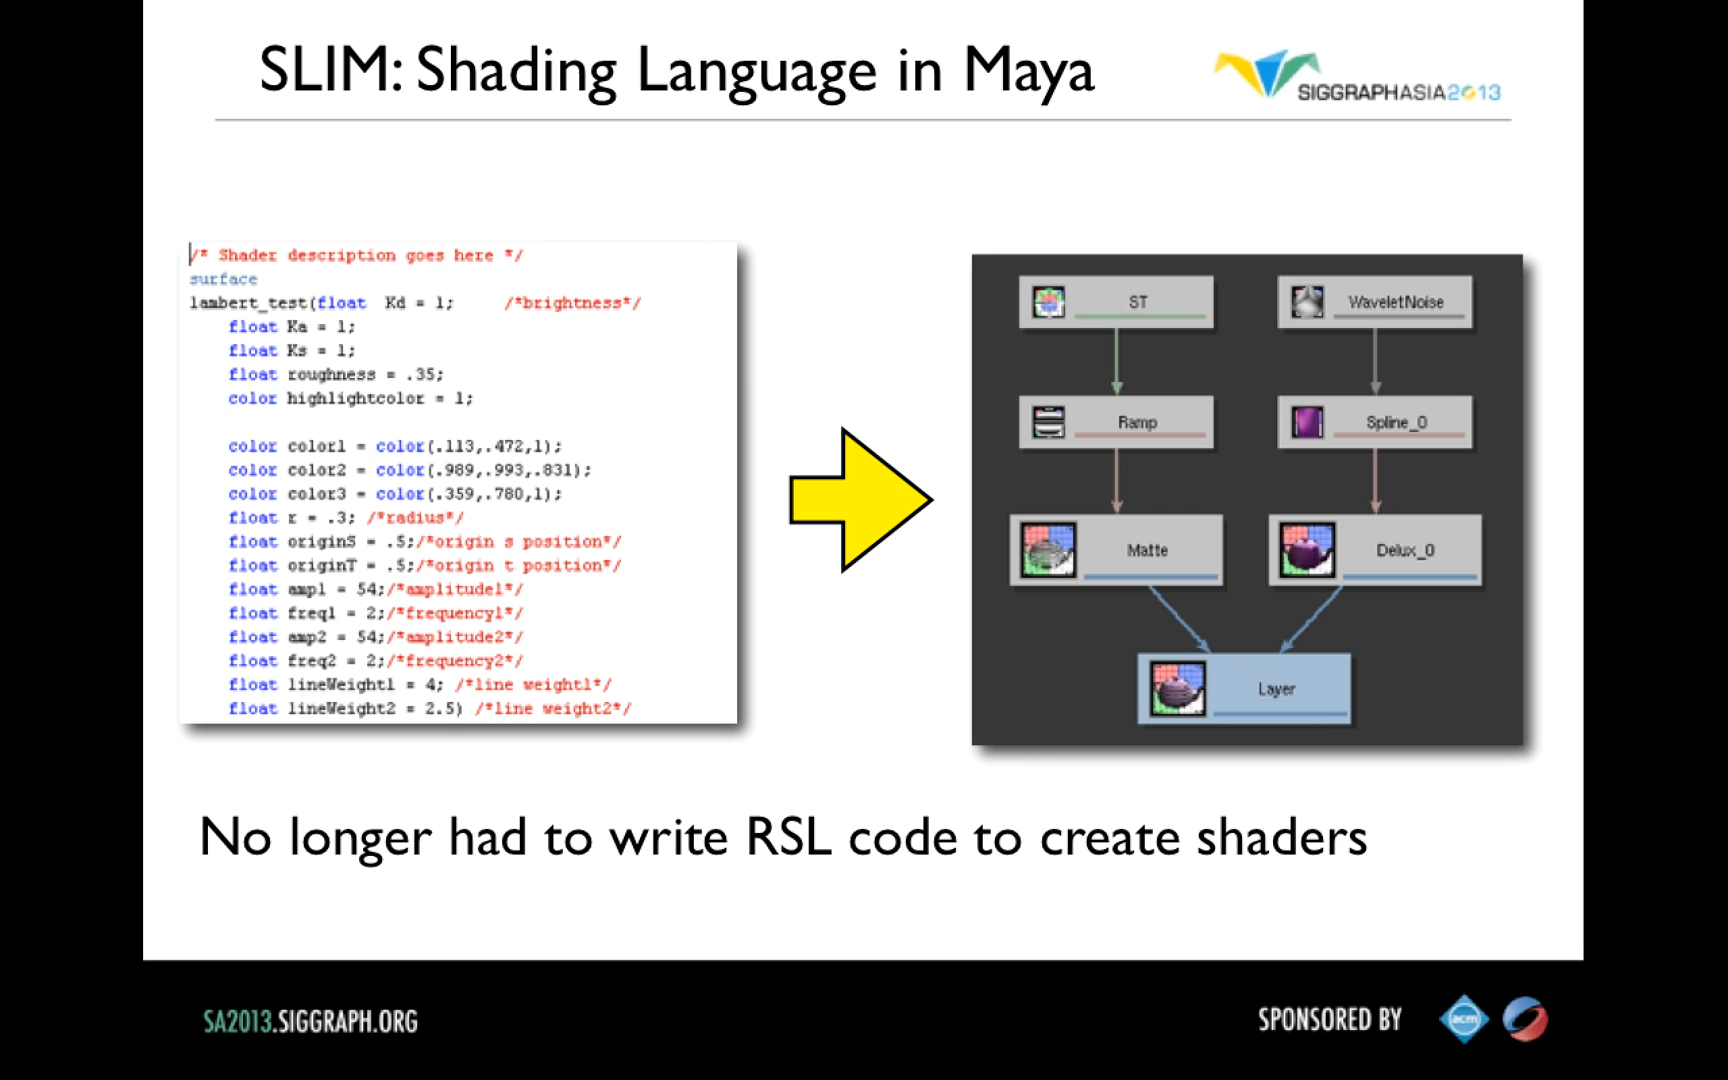 SLIM: Shading Language in Maya
SIGGRAPHASIA2013
/* Shader description goes here */
surface
lambert_test(float Kd = 1; /*brightness*/
float Ka = 1;
float Ks = 1;
float roughness = .35;
color highlightcolor = 1;
color color1 = color(.113,.472,1);
color color2 = color(.989,.993,.831);
color color3 = color(.359,.780,1);
float r = .3; /*radius*/
float originS = .5;/*origin s position*/
float originT = .5;/*origin t position*/
float amp1 = 54;/*amplitude1*/
float freq1 = 2;/*frequency1*/
float amp2 = 54;/*amplitude2*/
float freq2 = 2;/*frequency2*/
float lineWeight1 = 4; /*line weight1*/
float lineWeight2 = 2.5) /*line weight2*/
ST
WaveletNoise
Ramp
Spline_0
Matte
Delux_0
Layer
No longer had to write RSL code to create shaders
SA2013.SIGGRAPH.ORG
SPONSORED BY
acm